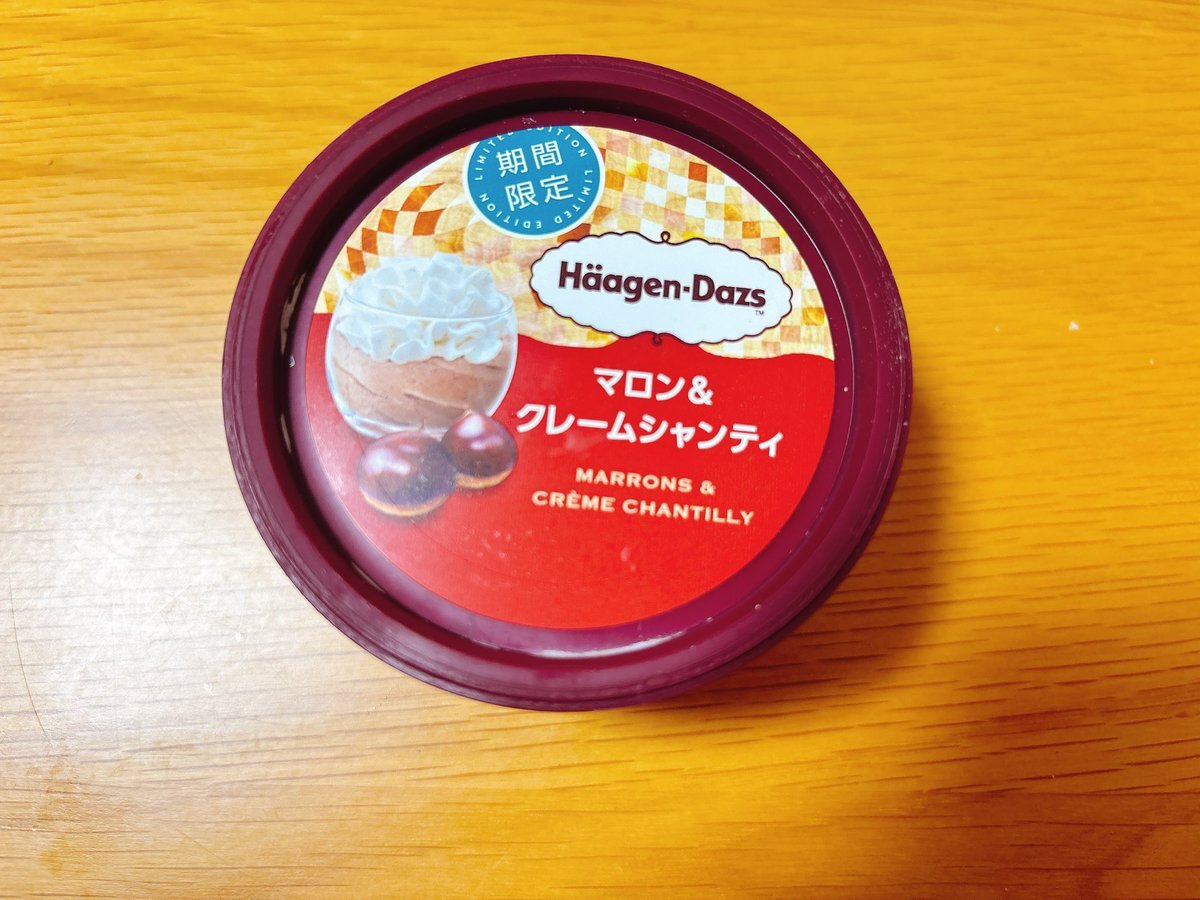 LIMITED EDITION LIMITED EDITION
期間
限定
Häagen-Dazs
TM
マロン&
クレームシャンティ
MARRONS &
CRÈME CHANTILLY